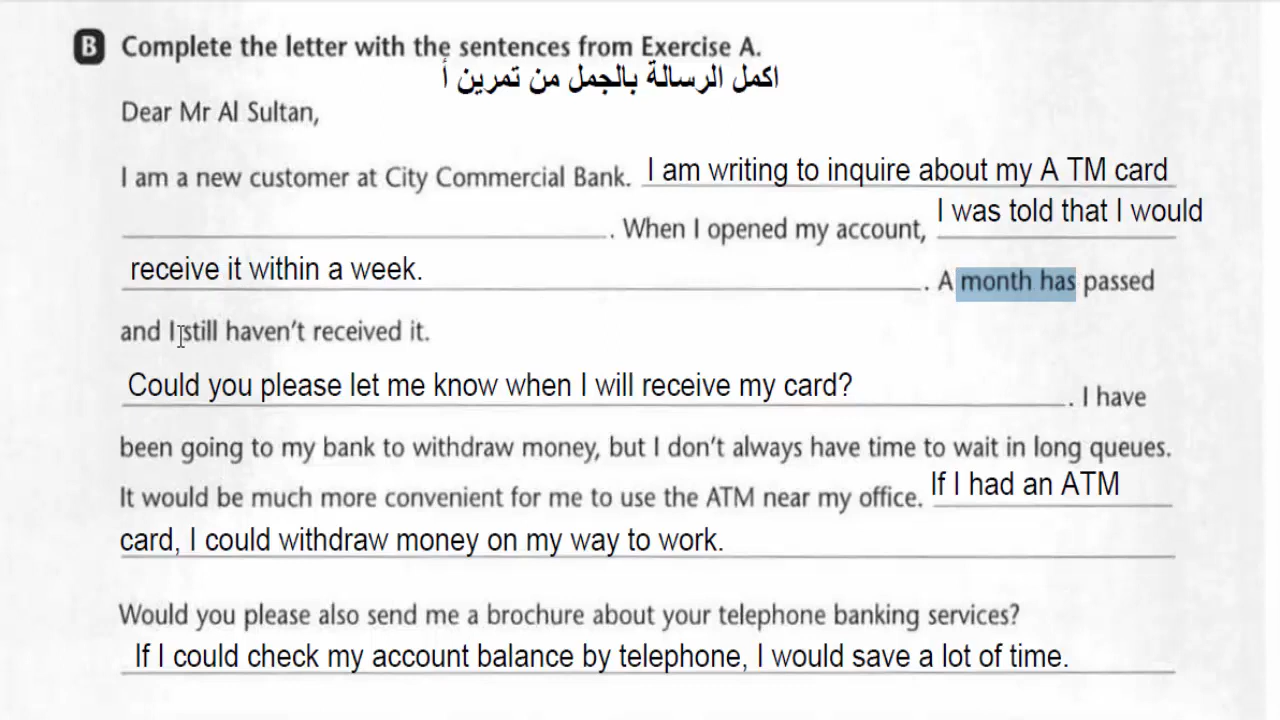 B Complete the letter with the sentences from Exercise A.
اكمل الرسالة بالجمل من تمرين أ
Dear Mr Al Sultan,
I am a new customer at City Commercial Bank. I am writing to inquire about my A TM card
. When I opened my account, I was told that I would
receive it within a week. . A month has passed
and I still haven't received it.
Could you please let me know when I will receive my card? . I have
been going to my bank to withdraw money, but I don't always have time to wait in long queues.
It would be much more convenient for me to use the ATM near my office. If I had an ATM
card, I could withdraw money on my way to work.
Would you please also send me a brochure about your telephone banking services?
If I could check my account balance by telephone, I would save a lot of time.